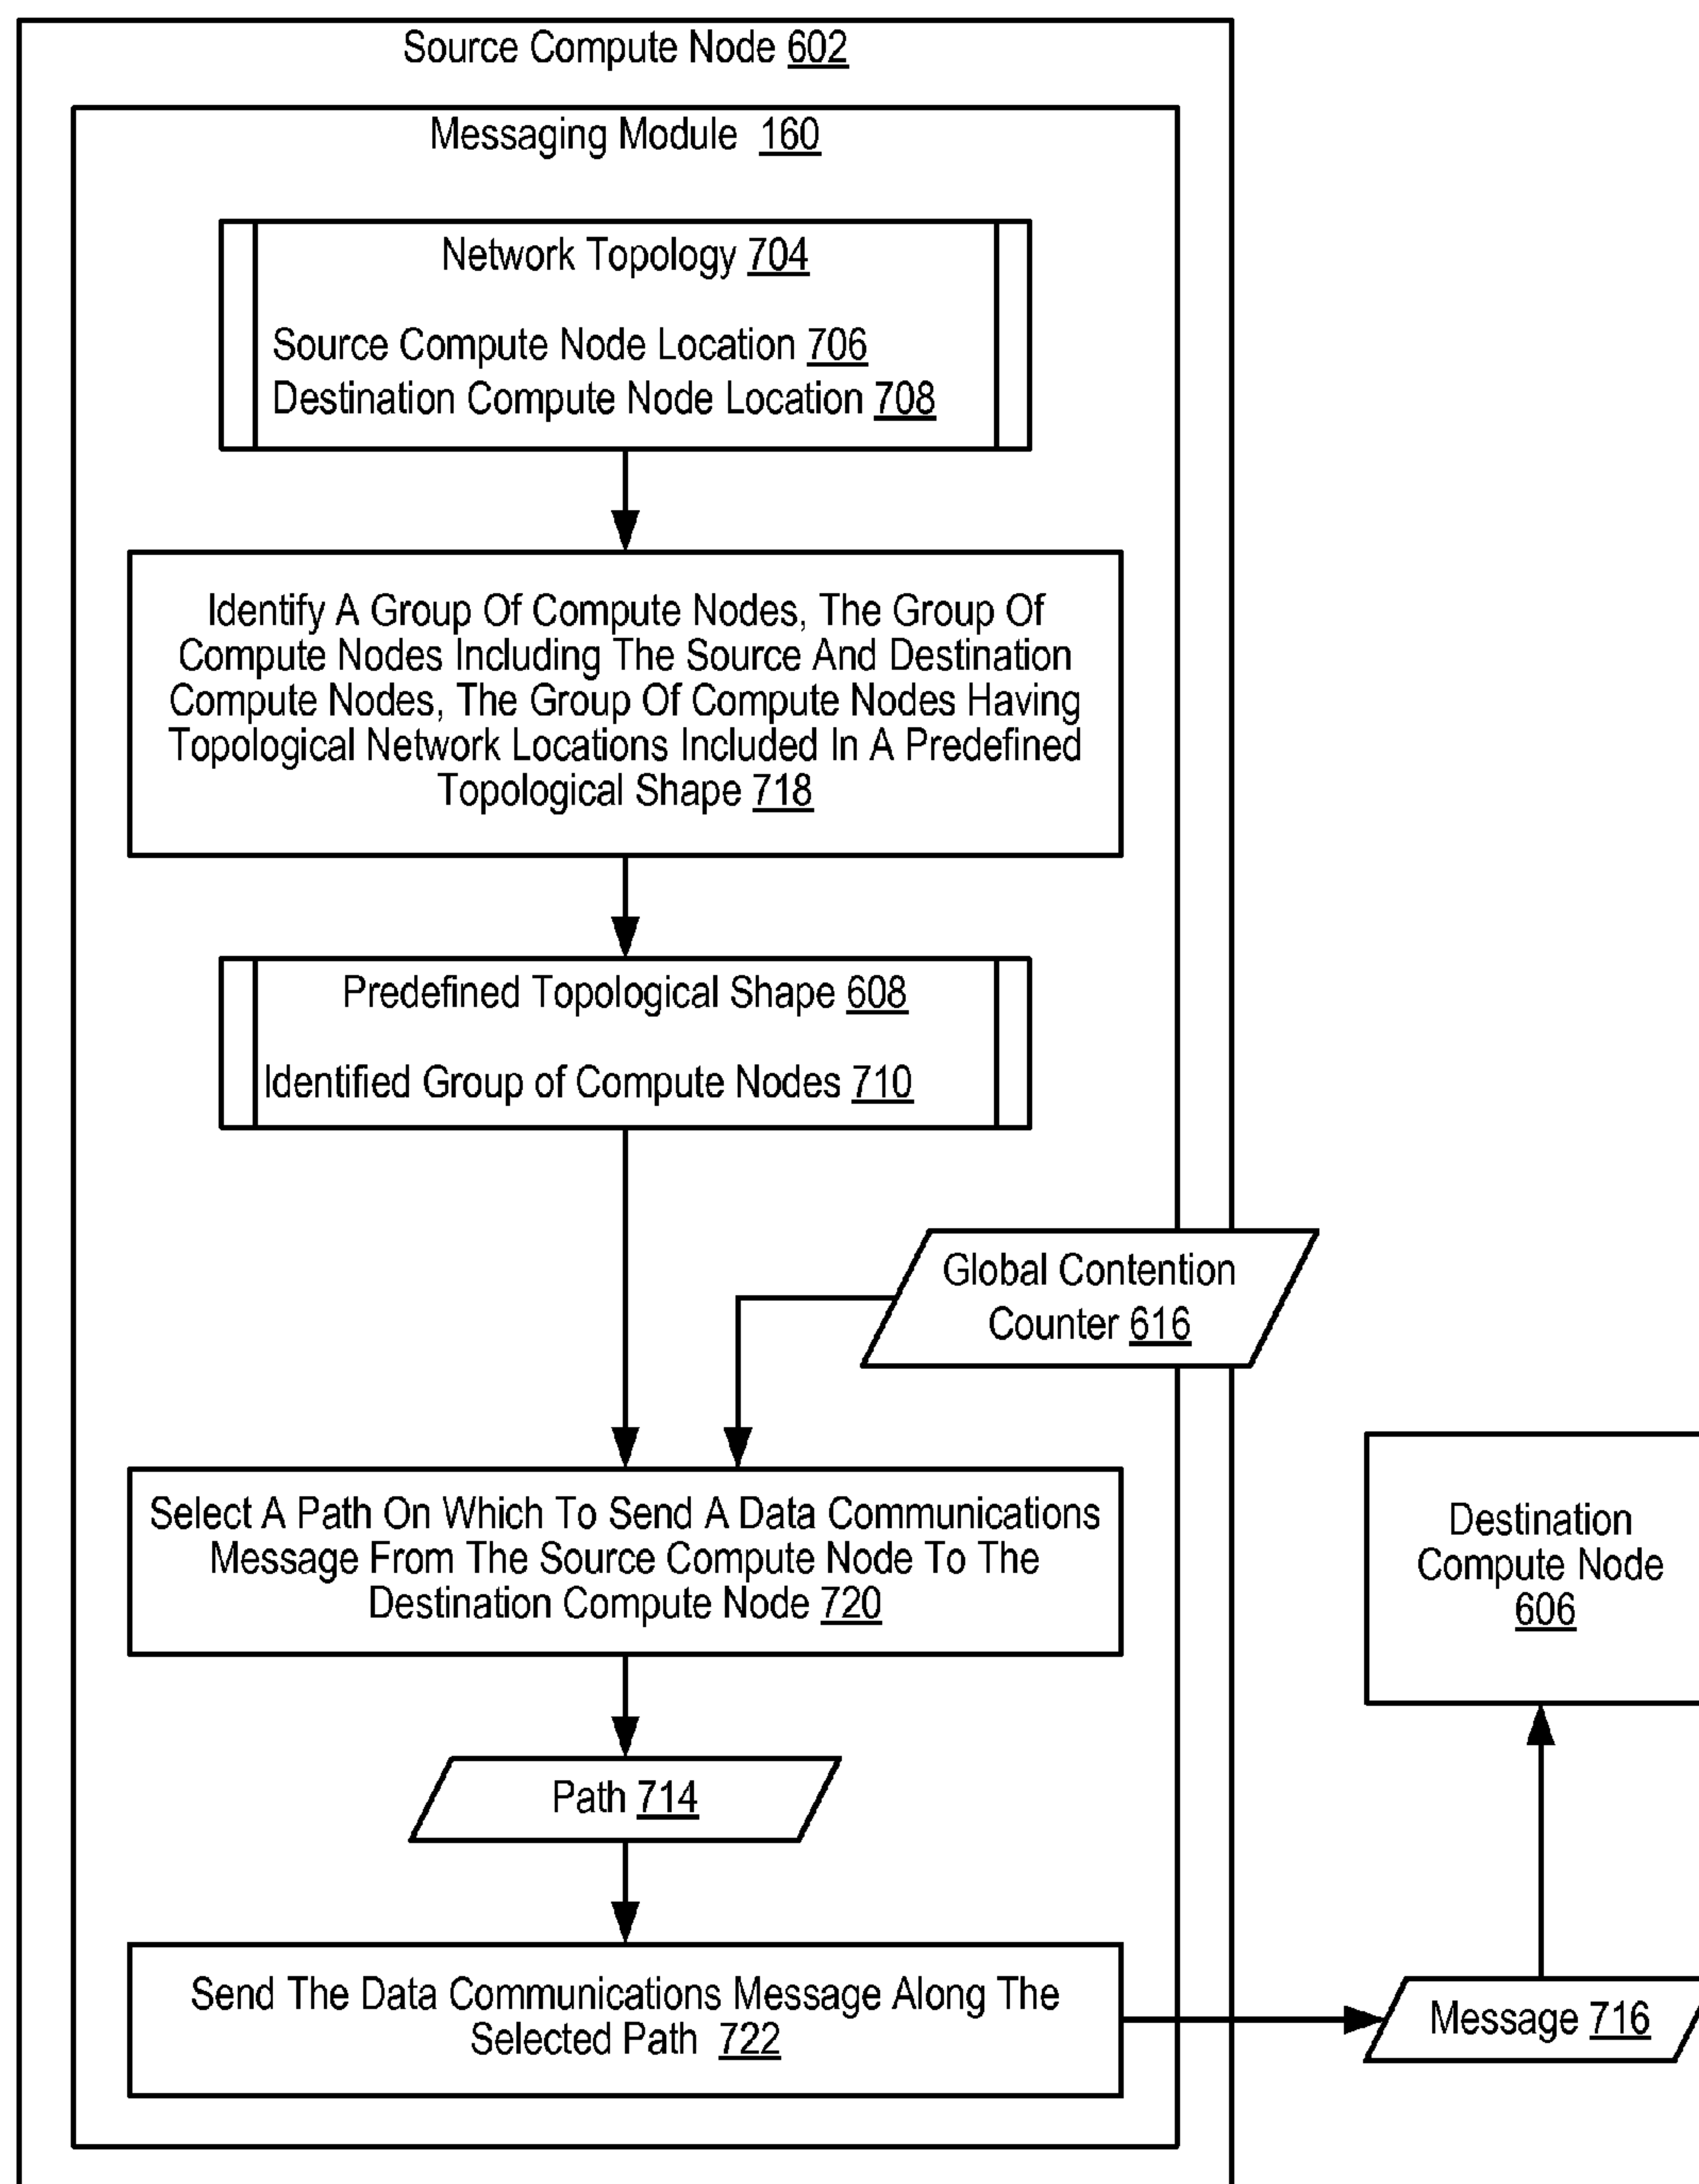 Source Compute Node 602
Messaging Module 160
Network Topology 704
Source Compute Node Location 706
Destination Compute Node Location 708
Identify A Group Of Compute Nodes, The Group Of
Compute Nodes Including The Source And Destination
Compute Nodes, The Group Of Compute Nodes Having
Topological Network Locations Included In A Predefined
Topological Shape 718
Predefined Topological Shape 608
Identified Group of Compute Nodes 710
Global Contention
Counter 616
Select A Path On Which To Send A Data Communications
Message From The Source Compute Node To The
Destination Compute Node 720
Destination
Compute Node
606
Path 714
Send The Data Communications Message Along The
Selected Path 722
Message 716